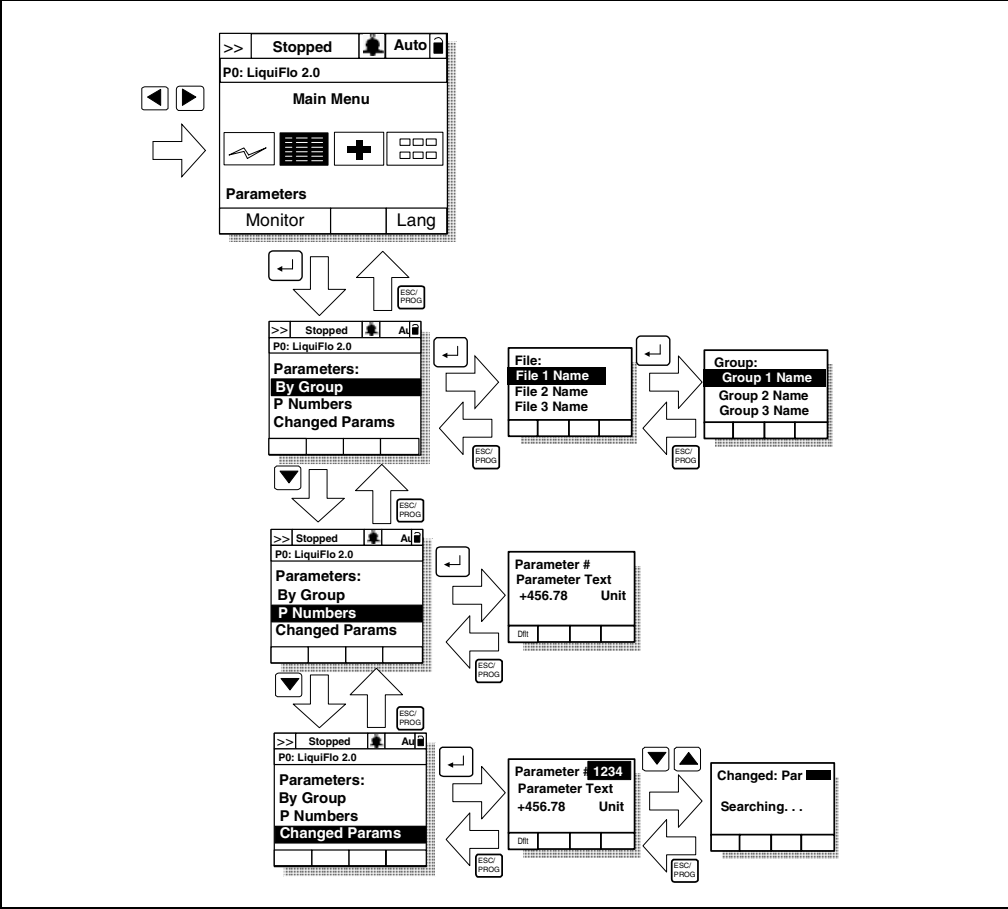 >> Stopped Auto
P0: LiquiFlo 2.0
Main Menu
Parameters
Monitor Lang
ESC/
PROG
>> Stopped Au
P0: LiquiFlo 2.0
Parameters:
By Group
P Numbers
Changed Params
File:
File 1 Name
File 2 Name
File 3 Name
ESC/
PROG
Group:
Group 1 Name
Group 2 Name
Group 3 Name
ESC/
PROG
ESC/
PROG
>> Stopped Au
P0: LiquiFlo 2.0
Parameters:
By Group
P Numbers
Changed Params
Parameter #
Parameter Text
+456.78 Unit
Dflt
ESC/
PROG
ESC/
PROG
>> Stopped Au
P0: LiquiFlo 2.0
Parameters:
By Group
P Numbers
Changed Params
Parameter # 1234
Parameter Text
+456.78 Unit
Dflt
ESC/
PROG
Changed: Par
Searching. . .
ESC/
PROG